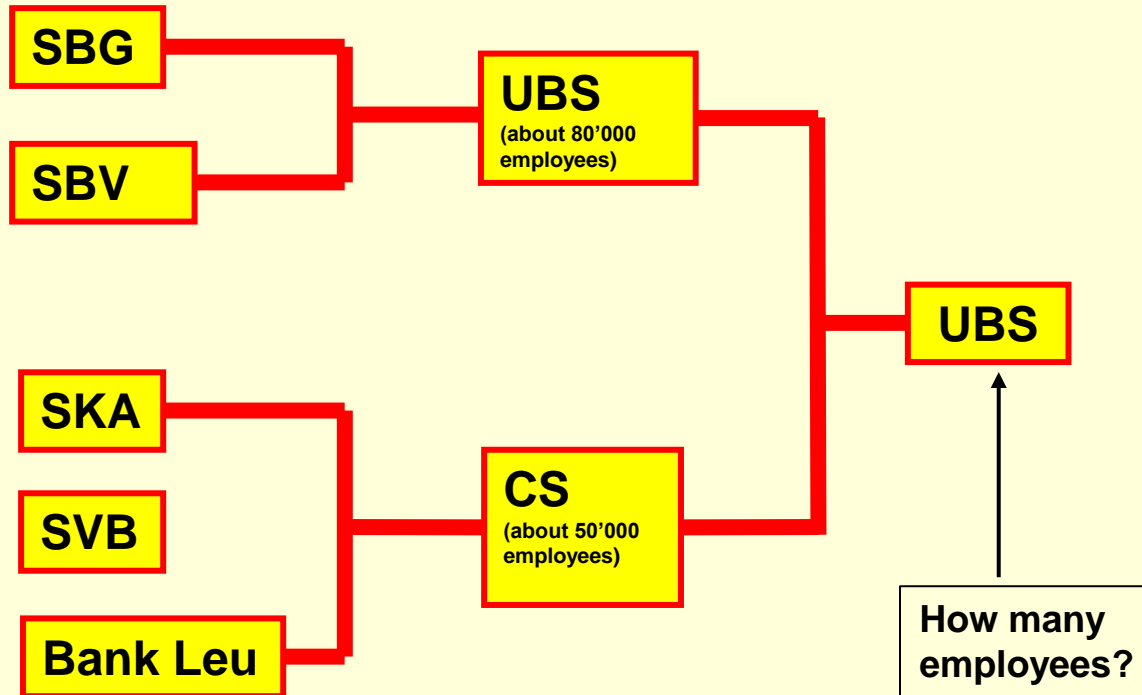 SBG
UBS
(about 80’000
employees)
SBV
UBS
SKA
CS
(about 50’000
employees)
SVB
Bank Leu
How many
employees?